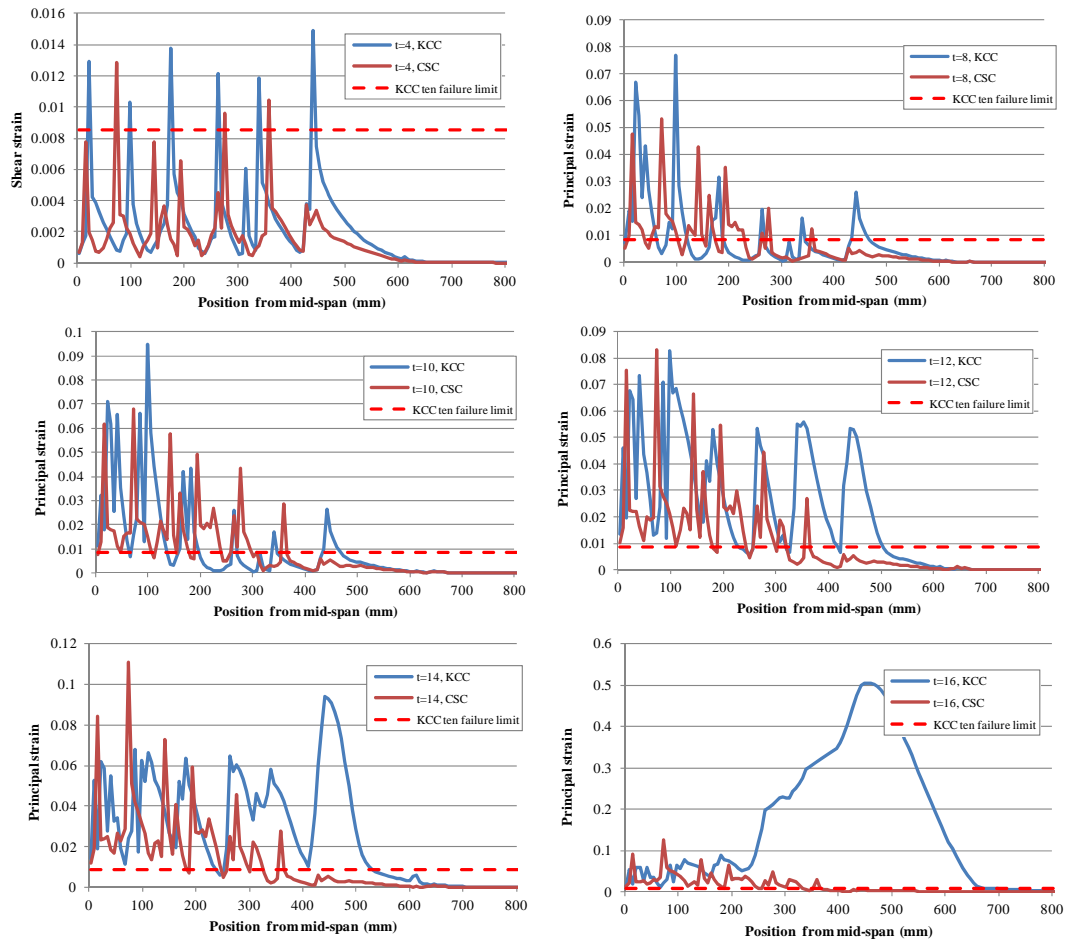 0.016
0.014
0.012
0.01
0.008
0.006
0.004
0.002
0
Shear strain
t=4, KCC
t=4, CSC
KCC ten failure limit
0 100 200 300 400 500 600 700 800
Position from mid-span (mm)
0.09
0.08
0.07
0.06
0.05
0.04
0.03
0.02
0.01
0
Principal strain
t=8, KCC
t=8, CSC
KCC ten failure limit
0 100 200 300 400 500 600 700 800
Position from mid-span (mm)
0.1
0.09
0.08
0.07
0.06
0.05
0.04
0.03
0.02
0.01
0
Principal strain
t=10, KCC
t=10, CSC
KCC ten failure limit
0 100 200 300 400 500 600 700 800
Position from mid-span (mm)
0.09
0.08
0.07
0.06
0.05
0.04
0.03
0.02
0.01
0
Principal strain
t=12, KCC
t=12, CSC
KCC ten failure limit
0 100 200 300 400 500 600 700 800
Position from mid-span (mm)
0.12
0.1
0.08
0.06
0.04
0.02
0
Principal strain
t=14, KCC
t=14, CSC
KCC ten failure limit
0 100 200 300 400 500 600 700 800
Position from mid-span (mm)
0.6
0.5
0.4
0.3
0.2
0.1
0
Principal strain
t=16, KCC
t=16, CSC
KCC ten failure limit
0 100 200 300 400 500 600 700 800
Position from mid-span (mm)